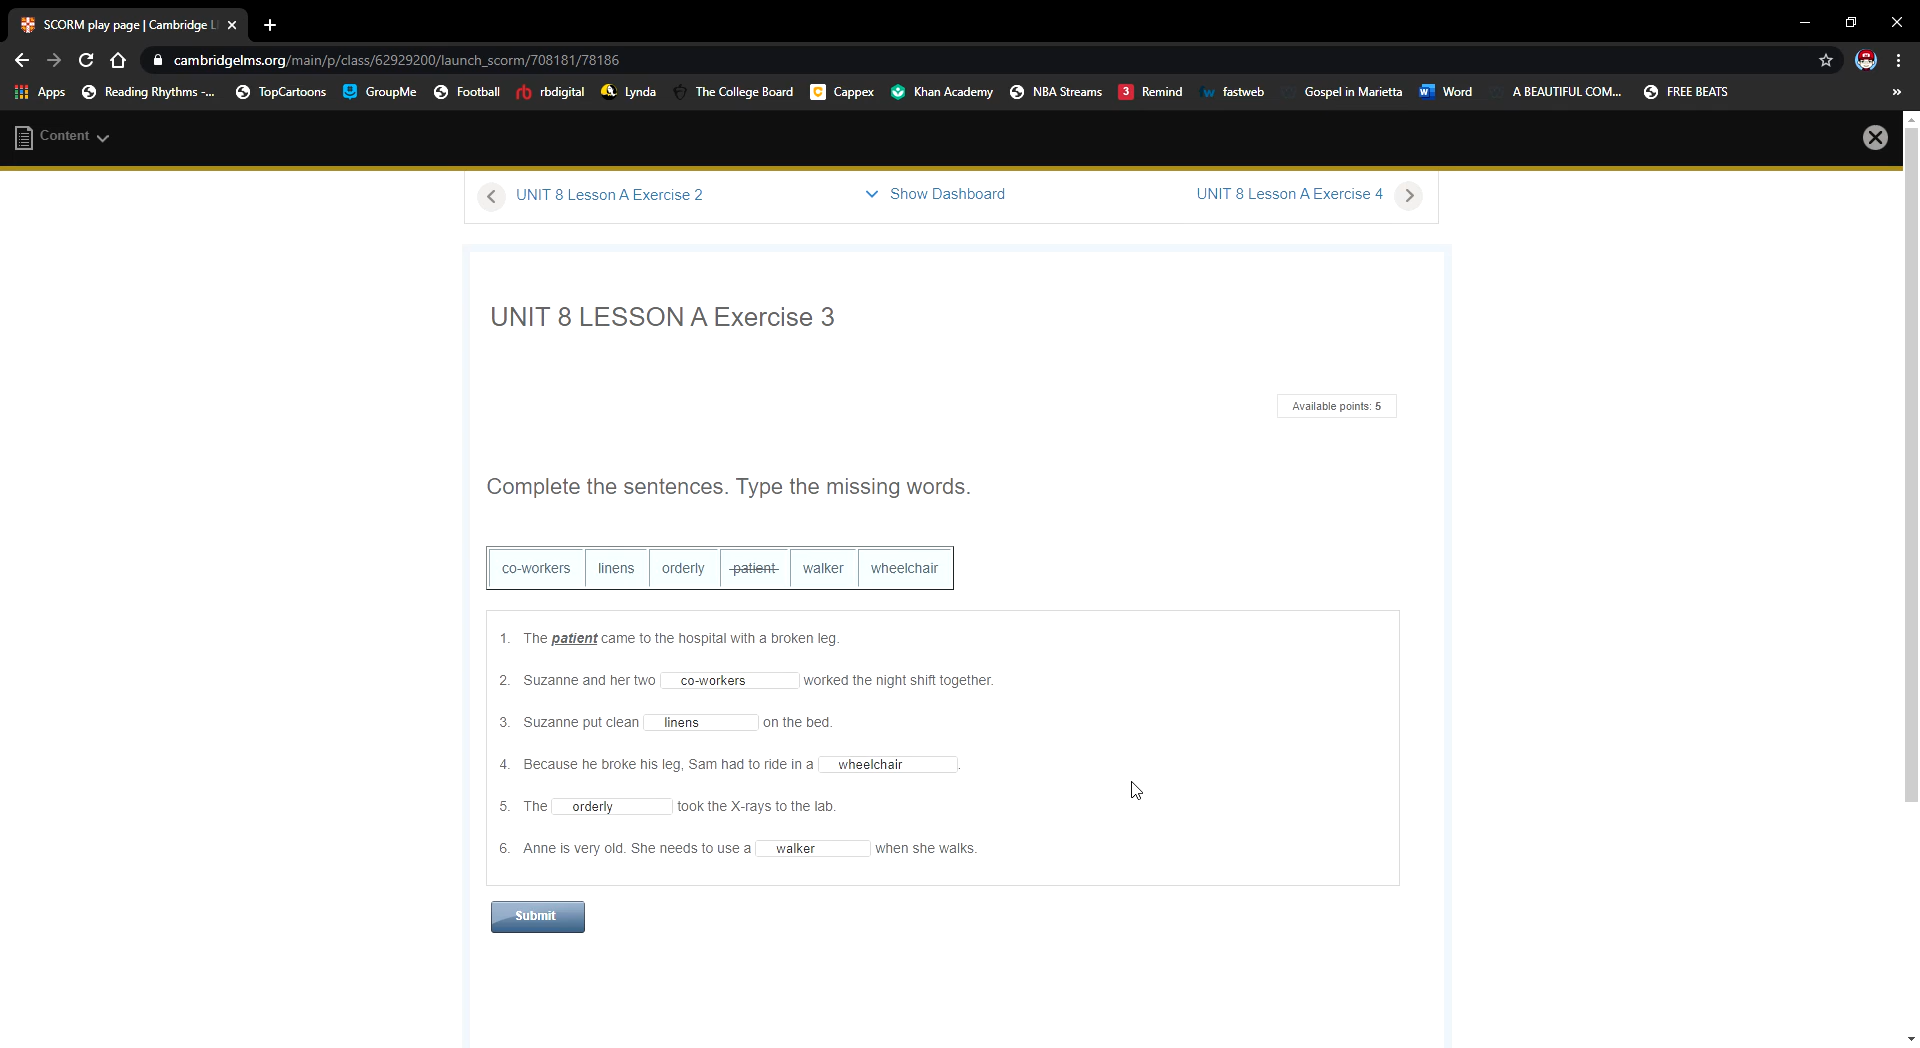 SCORM play page | Cambridge L
cambridgelms.org/main/p/class/62929200/launch_scorm/708181/78186
Apps Reading Rhythms -... TopCartoons GroupMe Football rbdigital Lynda The College Board Cappex Khan Academy NBA Streams 3 Remind fastweb Gospel in Marietta Word A BEAUTIFUL COM... FREE BEATS »
Content
UNIT 8 Lesson A Exercise 2 Show Dashboard UNIT 8 Lesson A Exercise 4
UNIT 8 LESSON A Exercise 3
Available points: 5
Complete the sentences. Type the missing words.
co-workers linens orderly patient walker wheelchair
1. The patient came to the hospital with a broken leg.
2. Suzanne and her two co-workers worked the night shift together.
3. Suzanne put clean linens on the bed.
4. Because he broke his leg, Sam had to ride in a wheelchair.
5. The orderly took the X-rays to the lab.
6. Anne is very old. She needs to use a walker when she walks.
Submit